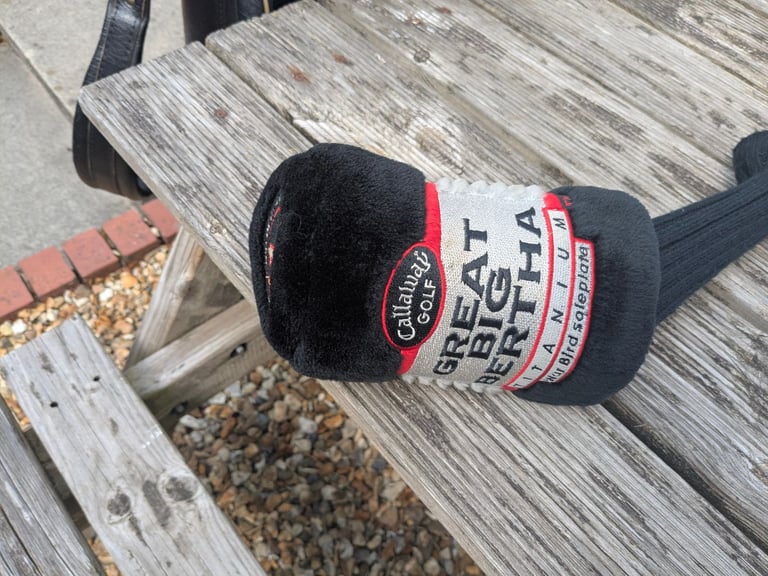 Callaway
GOLF
GREAT
BIG
BERTHA
TITANIUM
War Bird soleplate